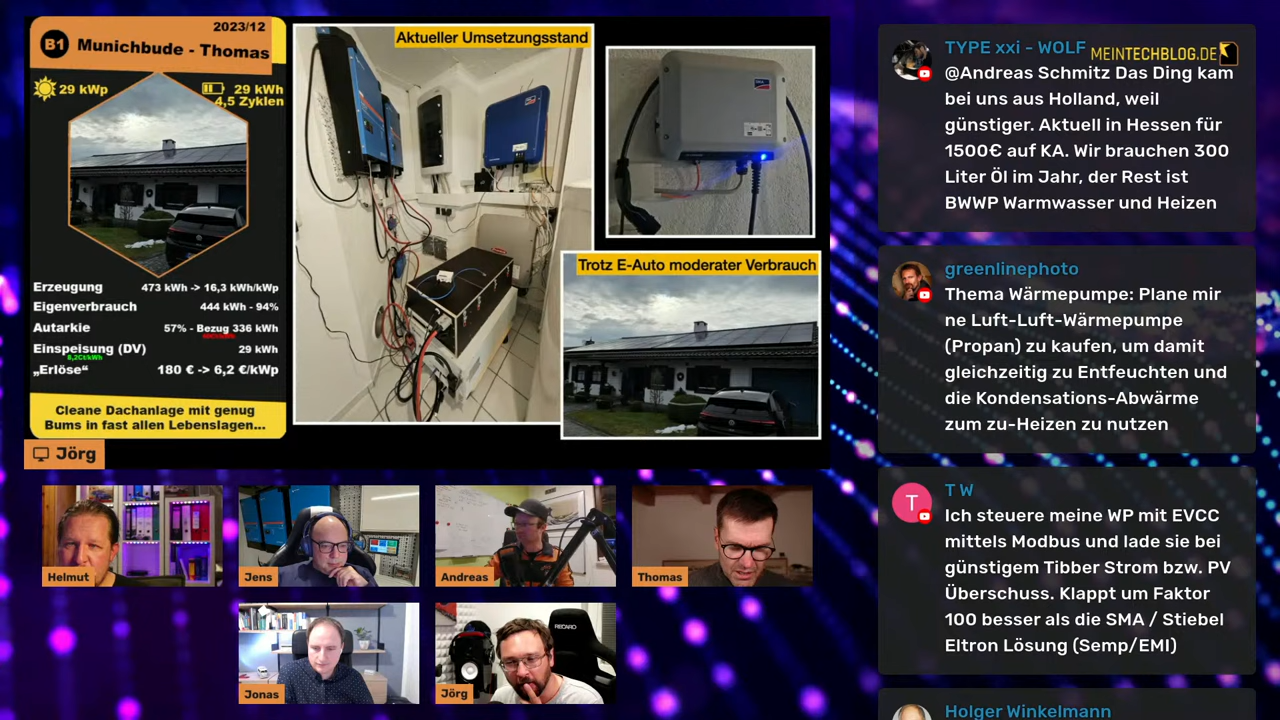 2023/12
B1
Munichbude - Thomas
29 kWp
29 kWh
4,5 Zyklen
Erzeugung 473 kWh -> 16,3 kWh/kWp
Eigenverbrauch 444 kWh - 94%
Autarkie 57% - Bezug 336 kWh
Einspeisung (DV) 29 kWh
8,2Ct/kWh
„Erlöse“ 180 € -> 6,2 €/kWp
Cleane Dachanlage mit genug
Bums in fast allen Lebenslagen...
Aktueller Umsetzungsstand
SMA
Trotz E-Auto moderater Verbrauch
Jörg
Helmut
Jens
Andreas
Thomas
Jonas
Jörg
RECARO
MEINTECHBLOG.DE
TYPE xxi - WOLF
@Andreas Schmitz Das Ding kam
bei uns aus Holland, weil
günstiger. Aktuell in Hessen für
1500€ auf KA. Wir brauchen 300
Liter Öl im Jahr, der Rest ist
BWWP Warmwasser und Heizen
greenlinephoto
Thema Wärmepumpe: Plane mir
ne Luft-Luft-Wärmepumpe
(Propan) zu kaufen, um damit
gleichzeitig zu Entfeuchten und
die Kondensations-Abwärme
zum zu-Heizen zu nutzen
T
T W
Ich steuere meine WP mit EVCC
mittels Modbus und lade sie bei
günstigem Tibber Strom bzw. PV
Überschuss. Klappt um Faktor
100 besser als die SMA / Stiebel
Eltron Lösung (Semp/EMI)
Holger Winkelmann